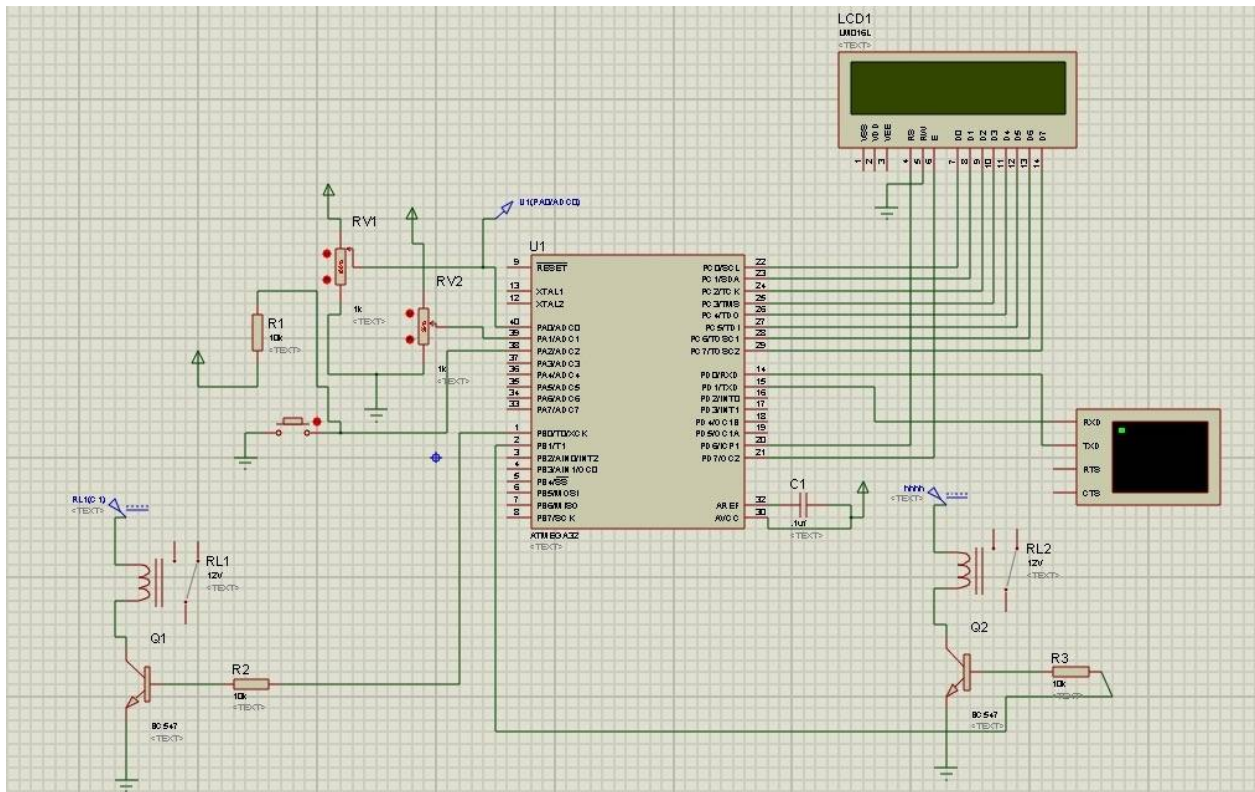 LCD1
LM016L
<TEXT>
VSS
VDD
VEE
RS
RW
E
D0
D1
D2
D3
D4
D5
D6
D7
1
2
3
4
5
6
7
8
9
10
11
12
13
14
U1(PA0/ADC0)
RV1
1k
<TEXT>
RV2
1k
<TEXT>
R1
10k
<TEXT>
U1
9 RESET
13 XTAL1
12 XTAL2
40 PA0/ADC0
39 PA1/ADC1
38 PA2/ADC2
37 PA3/ADC3
36 PA4/ADC4
35 PA5/ADC5
34 PA6/ADC6
33 PA7/ADC7
1 PB0/T0/XCK
2 PB1/T1
3 PB2/AIN0/INT2
4 PB3/AIN1/OC0
5 PB4/SS
6 PB5/MOSI
7 PB6/MISO
8 PB7/SCK
PC0/SCL 22
PC1/SDA 23
PC2/TCK 24
PC3/TMS 25
PC4/TDO 26
PC5/TDI 27
PC6/TOSC1 28
PC7/TOSC2 29
PD0/RXD 14
PD1/TXD 15
PD2/INT0 16
PD3/INT1 17
PD4/OC1B 18
PD5/OC1A 19
PD6/ICP1 20
PD7/OC2 21
AREF 32
AVCC 30
ATMEGA32
<TEXT>
C1
.1uf
<TEXT>
RXD
TXD
RTS
CTS
RL1(C1)
<TEXT>
RL1
12V
<TEXT>
Q1
BC547
<TEXT>
R2
10k
<TEXT>
<TEXT>
RL2
12V
<TEXT>
Q2
BC547
<TEXT>
R3
10k
<TEXT>